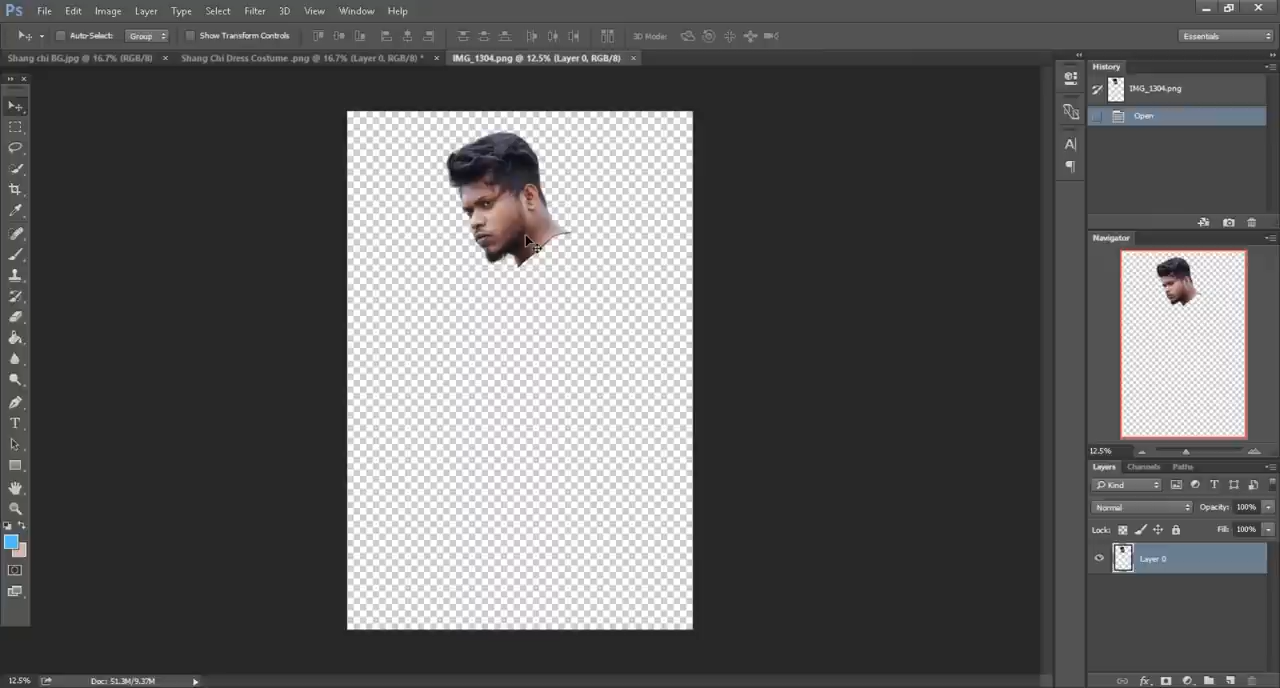 Ps File Edit Image Layer Type Select Filter 3D View Window Help
Auto-Select: Group Show Transform Controls 3D Mode: Essentials
Shang chi BG.jpg @ 16.7% (RGB/8) × Shang Chi Dress Costume .png @ 16.7% (Layer 0, RGB/8) * × IMG_1304.png @ 12.5% (Layer 0, RGB/8) ×
History
IMG_1304.png
Open
Navigator
12.5%
Layers Channels Paths
Kind
Normal Opacity: 100%
Lock: Fill: 100%
Layer 0
12.5% Doc: 51.3M/9.37M